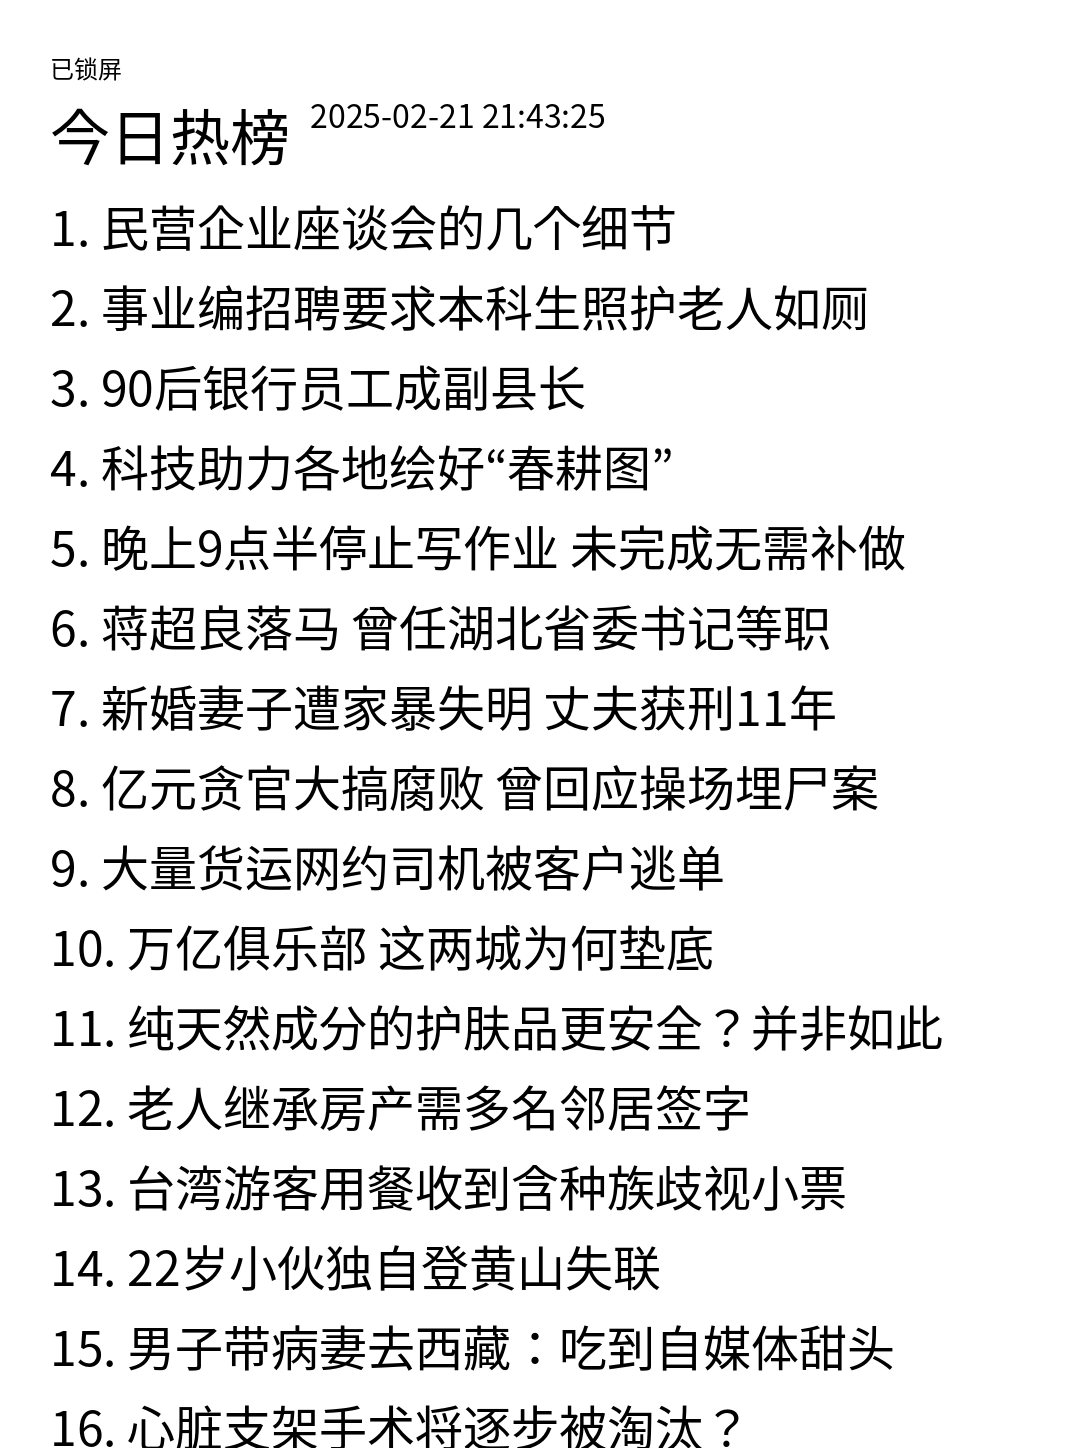 已锁屏
今日热榜 2025-02-21 21:43:25
1. 民营企业座谈会的几个细节
2. 事业编招聘要求本科生照护老人如厕
3. 90后银行员工成副县长
4. 科技助力各地绘好“春耕图”
5. 晚上9点半停止写作业 未完成无需补做
6. 蒋超良落马 曾任湖北省委书记等职
7. 新婚妻子遭家暴失明 丈夫获刑11年
8. 亿元贪官大搞腐败 曾回应操场埋尸案
9. 大量货运网约司机被客户逃单
10. 万亿俱乐部 这两城为何垫底
11. 纯天然成分的护肤品更安全？并非如此
12. 老人继承房产需多名邻居签字
13. 台湾游客用餐收到含种族歧视小票
14. 22岁小伙独自登黄山失联
15. 男子带病妻去西藏：吃到自媒体甜头
16. 心脏支架手术将逐步被淘汰？